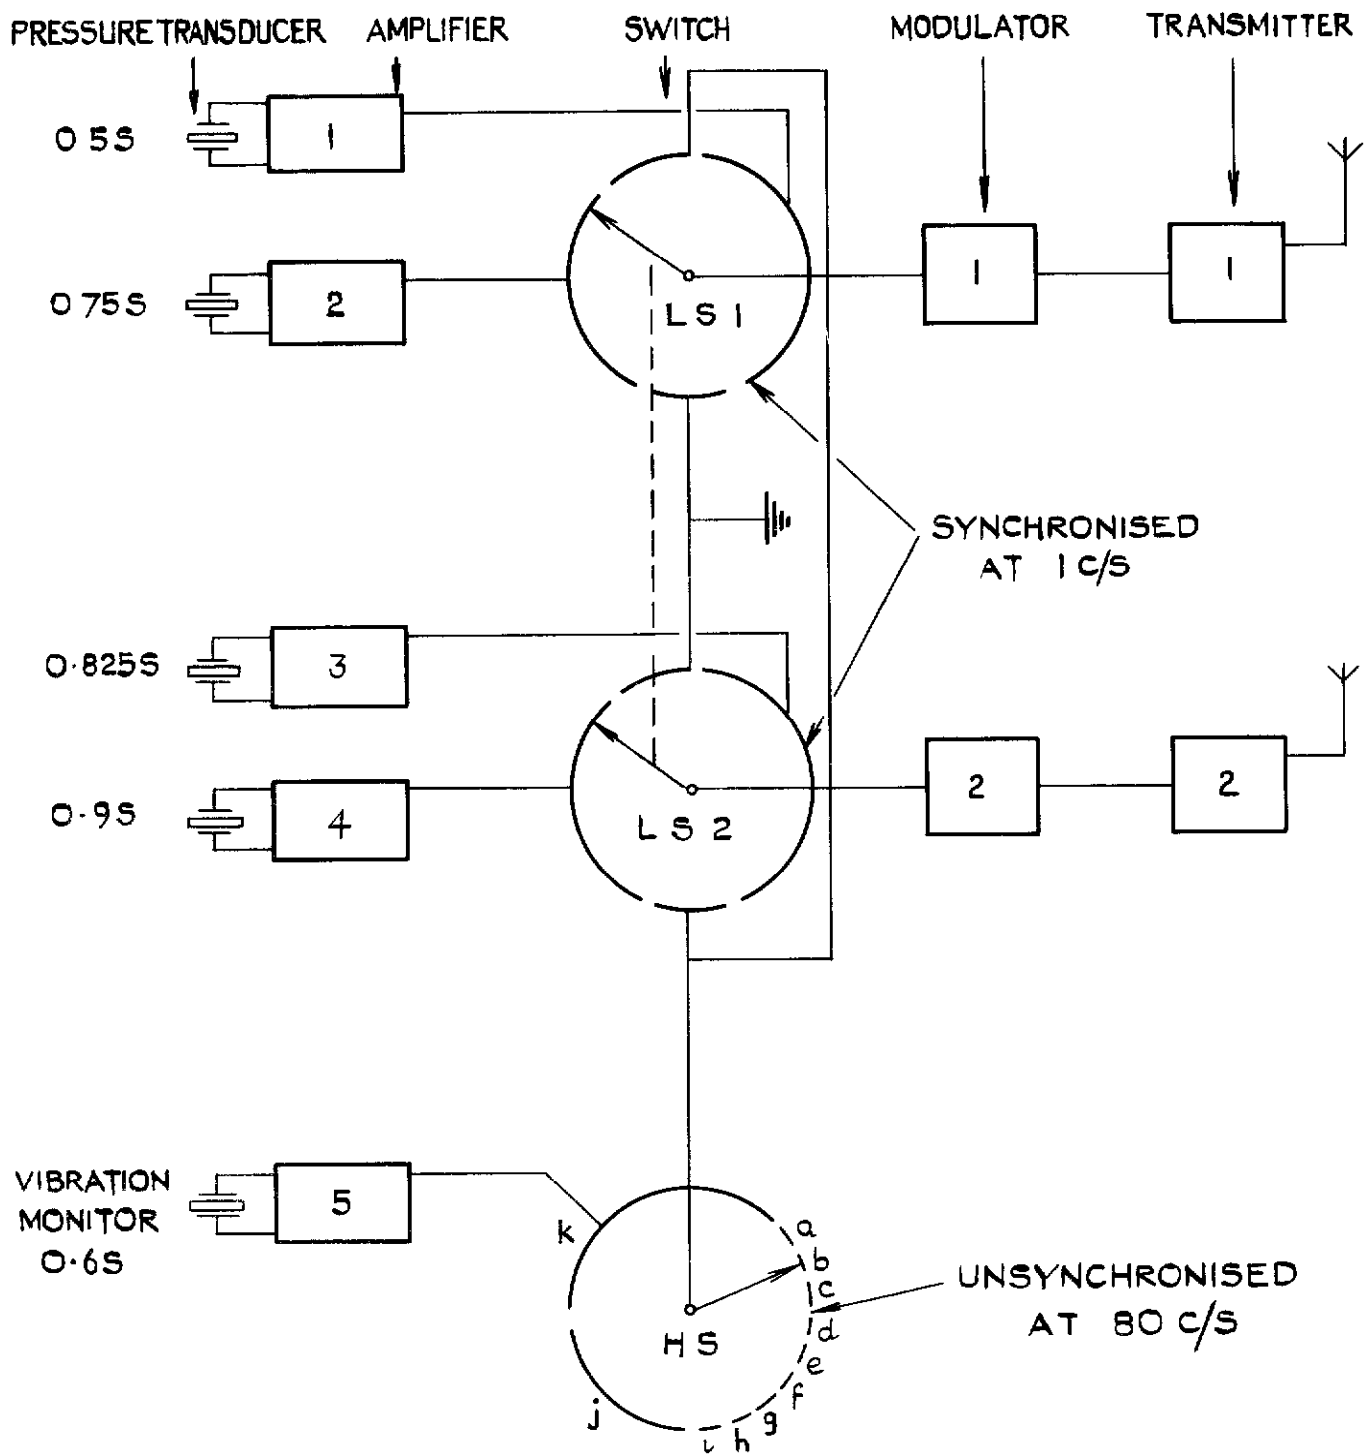 PRESSURE TRANSDUCER AMPLIFIER SWITCH MODULATOR TRANSMITTER
0 5S
1
0 75S
2
LS 1
1
1
SYNCHRONISED
AT 1 C/S
0·825S
3
0·9S
4
LS 2
2
2
VIBRATION
MONITOR
0·6S
5
k
a
b
c
d
e
f
g
h
i
j
HS
UNSYNCHRONISED
AT 80 C/S